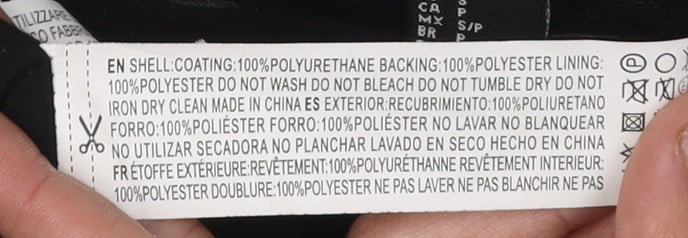 TILIZZARE
CA
MX
BR
P
S/P
P
EN SHELL:COATING:100%POLYURETHANE BACKING:100%POLYESTER LINING:
100%POLYESTER DO NOT WASH DO NOT BLEACH DO NOT TUMBLE DRY DO NOT
IRON DRY CLEAN MADE IN CHINA ES EXTERIOR:RECUBRIMIENTO:100%POLIURETANO
FORRO:100%POLIÉSTER FORRO:100%POLIÉSTER NO LAVAR NO BLANQUEAR
NO UTILIZAR SECADORA NO PLANCHAR LAVADO EN SECO HECHO EN CHINA
FR ÉTOFFE EXTÉRIEURE:REVÊTEMENT:100%POLYURÉTHANNE REVÊTEMENT INTERIEUR:
100%POLYESTER DOUBLURE:100%POLYESTER NE PAS LAVER NE PAS BLANCHIR NE PAS
P